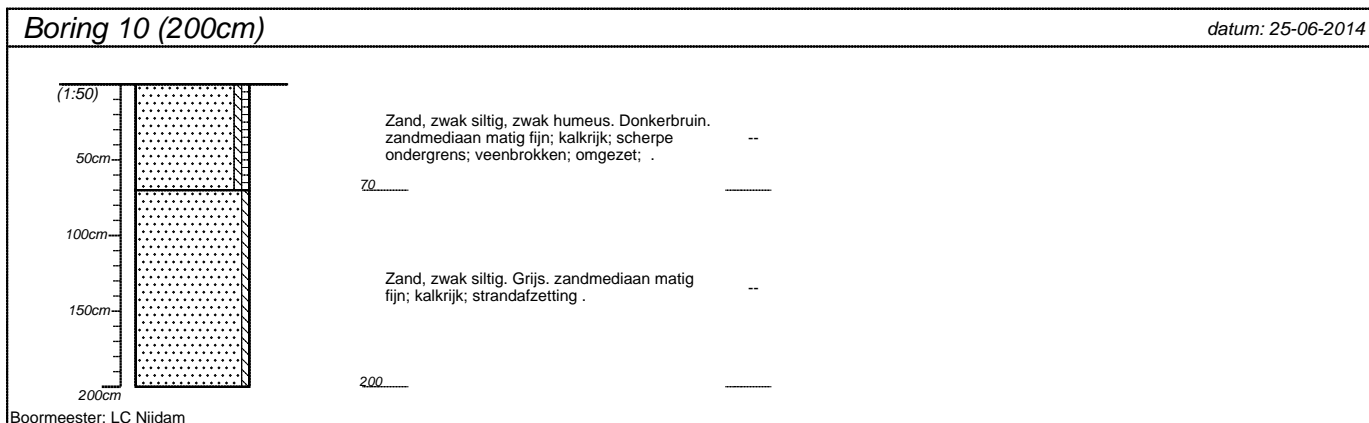 Boring 10 (200cm)
datum: 25-06-2014
(1:50)
50cm
100cm
150cm
200cm
Zand, zwak siltig, zwak humeus. Donkerbruin.
zandmediaan matig fijn; kalkrijk; scherpe
ondergrens; veenbrokken; omgezet; .
--
70
Zand, zwak siltig. Grijs. zandmediaan matig
fijn; kalkrijk; strandafzetting .
--
200
Boormeester: LC Nijdam